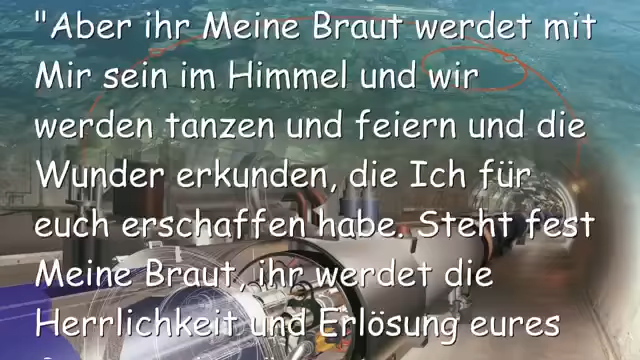 "Aber ihr Meine Braut werdet mit
Mir sein im Himmel und wir
werden tanzen und feiern und die
Wunder erkunden, die Ich für
euch erschaffen habe. Steht fest
Meine Braut, ihr werdet die
Herrlichkeit und Erlösung eures